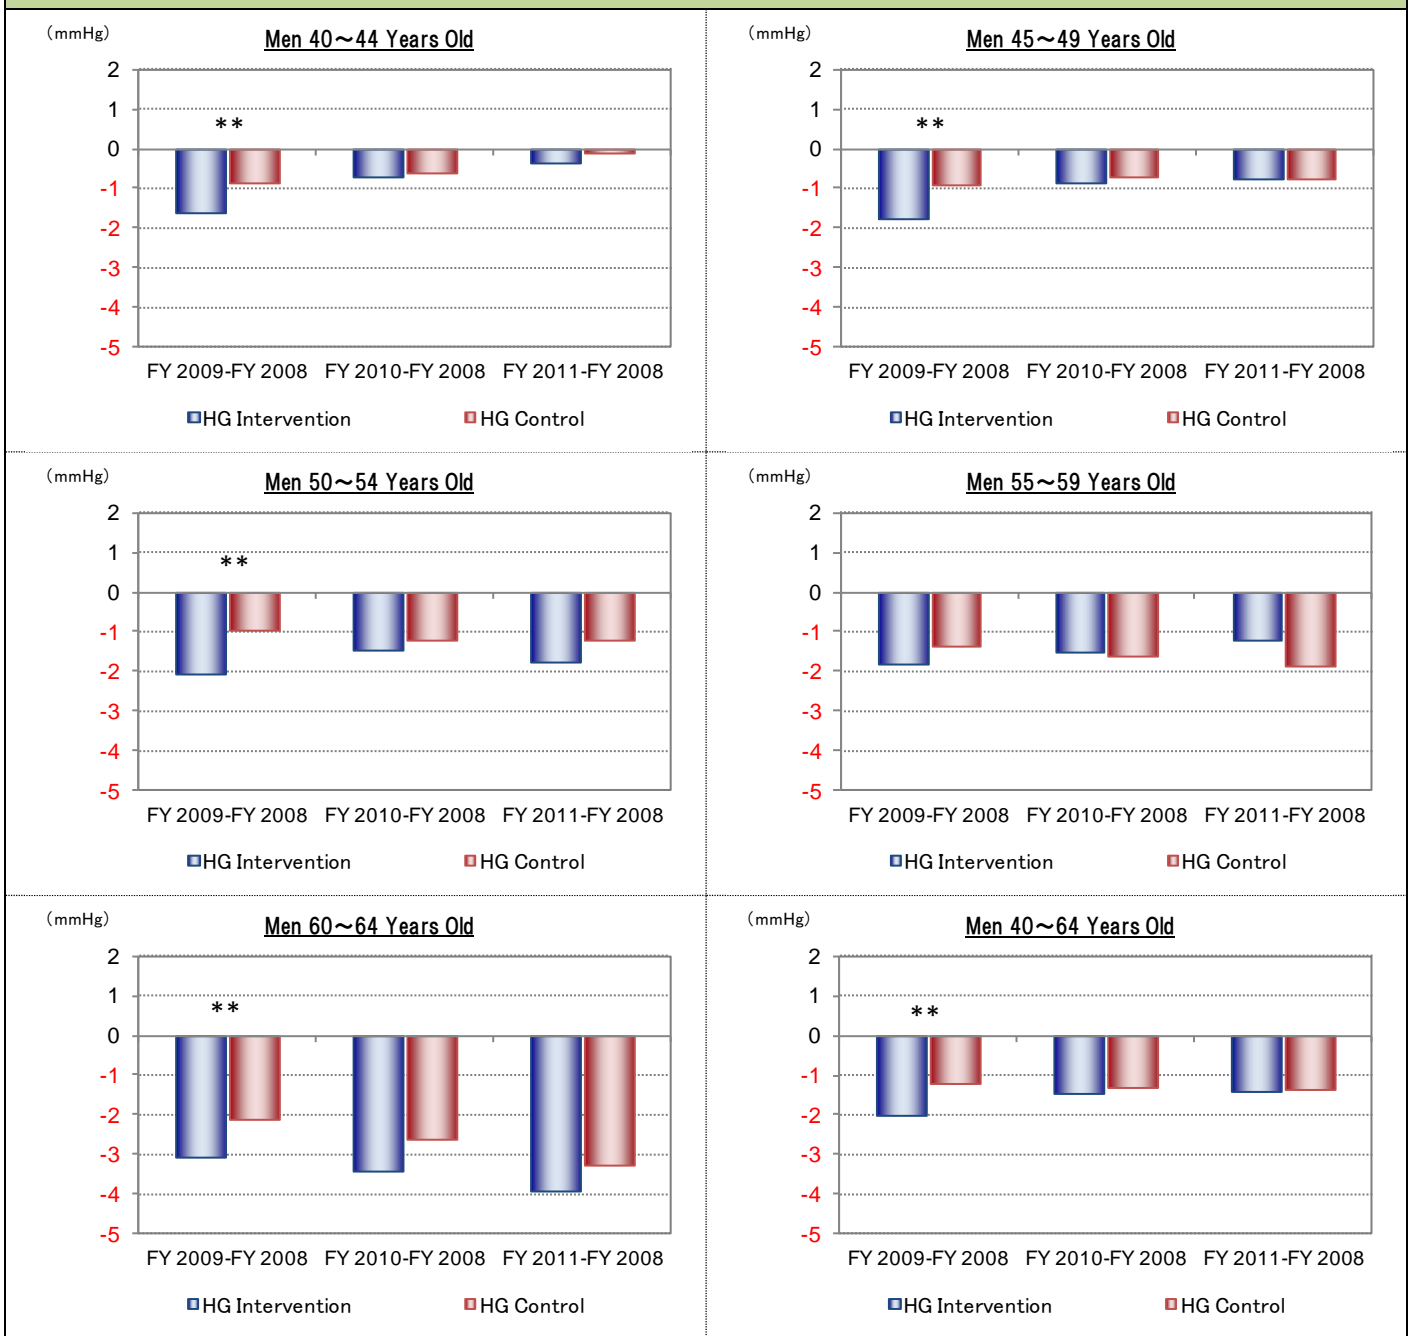 (mmHg)
Men 40～44 Years Old
2
1
**
0
-1
-2
-3
-4
-5
FY 2009-FY 2008 FY 2010-FY 2008 FY 2011-FY 2008
HG Intervention HG Control
(mmHg)
Men 45～49 Years Old
2
1
**
0
-1
-2
-3
-4
-5
FY 2009-FY 2008 FY 2010-FY 2008 FY 2011-FY 2008
HG Intervention HG Control
(mmHg)
Men 50～54 Years Old
2
1
**
0
-1
-2
-3
-4
-5
FY 2009-FY 2008 FY 2010-FY 2008 FY 2011-FY 2008
HG Intervention HG Control
(mmHg)
Men 55～59 Years Old
2
1
0
-1
-2
-3
-4
-5
FY 2009-FY 2008 FY 2010-FY 2008 FY 2011-FY 2008
HG Intervention HG Control
(mmHg)
Men 60～64 Years Old
2
1
**
0
-1
-2
-3
-4
-5
FY 2009-FY 2008 FY 2010-FY 2008 FY 2011-FY 2008
HG Intervention HG Control
(mmHg)
Men 40～64 Years Old
2
1
**
0
-1
-2
-3
-4
-5
FY 2009-FY 2008 FY 2010-FY 2008 FY 2011-FY 2008
HG Intervention HG Control